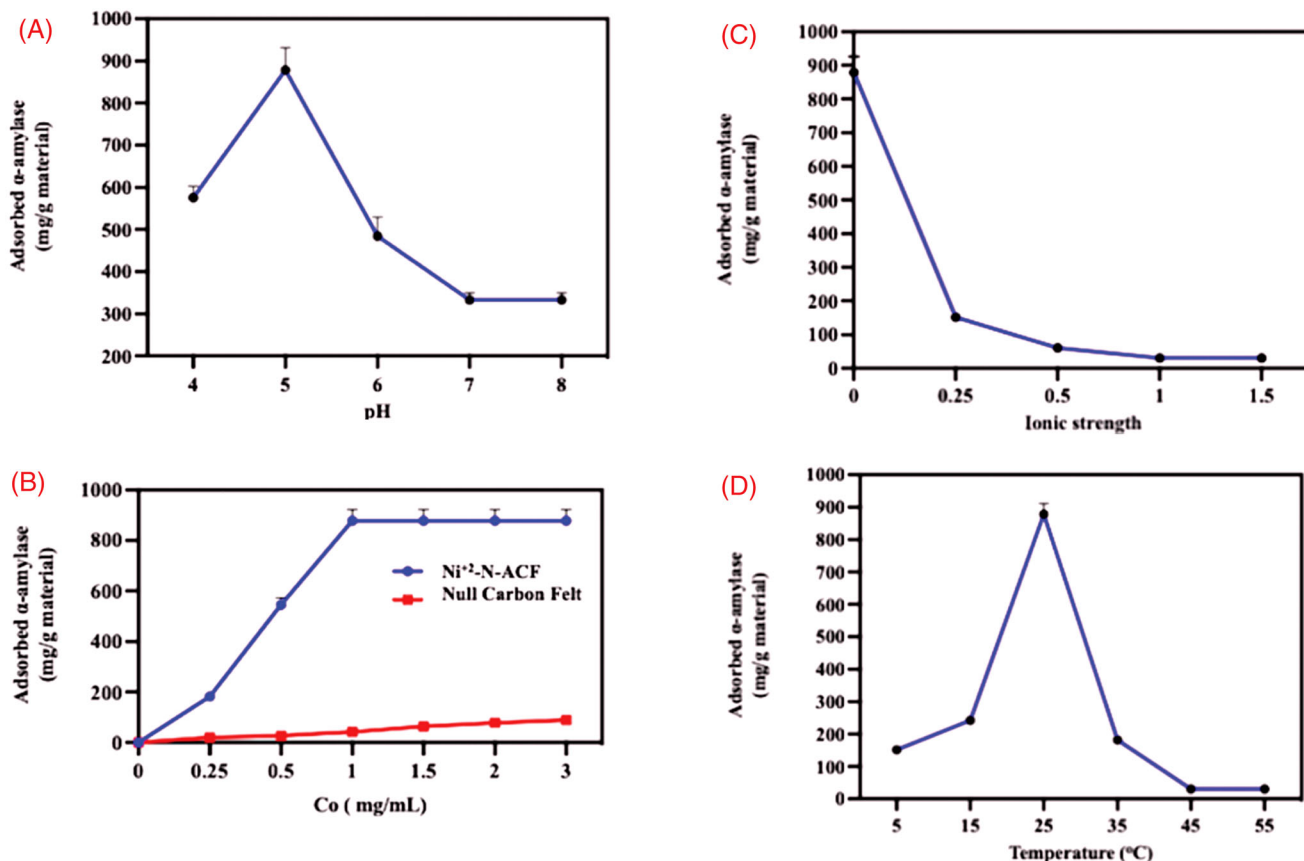 (A)
1000
900
800
700
600
500
400
300
200
Adsorbed α-amylase
(mg/g material)
4 5 6 7 8
pH
(C)
1000
900
800
700
600
500
400
300
200
100
0
Adsorbed α-amylase
(mg/g material)
0 0.25 0.5 1 1.5
Ionic strength
(B)
1000
800
600
400
200
0
Adsorbed α-amylase
(mg/g material)
Ni⁺²-N-ACF
Null Carbon Felt
0 0.25 0.5 1 1.5 2 3
Co ( mg/mL)
(D)
1000
900
800
700
600
500
400
300
200
100
0
Adsorbed α-amylase
(mg/g material)
5 15 25 35 45 55
Temperature (ºC)